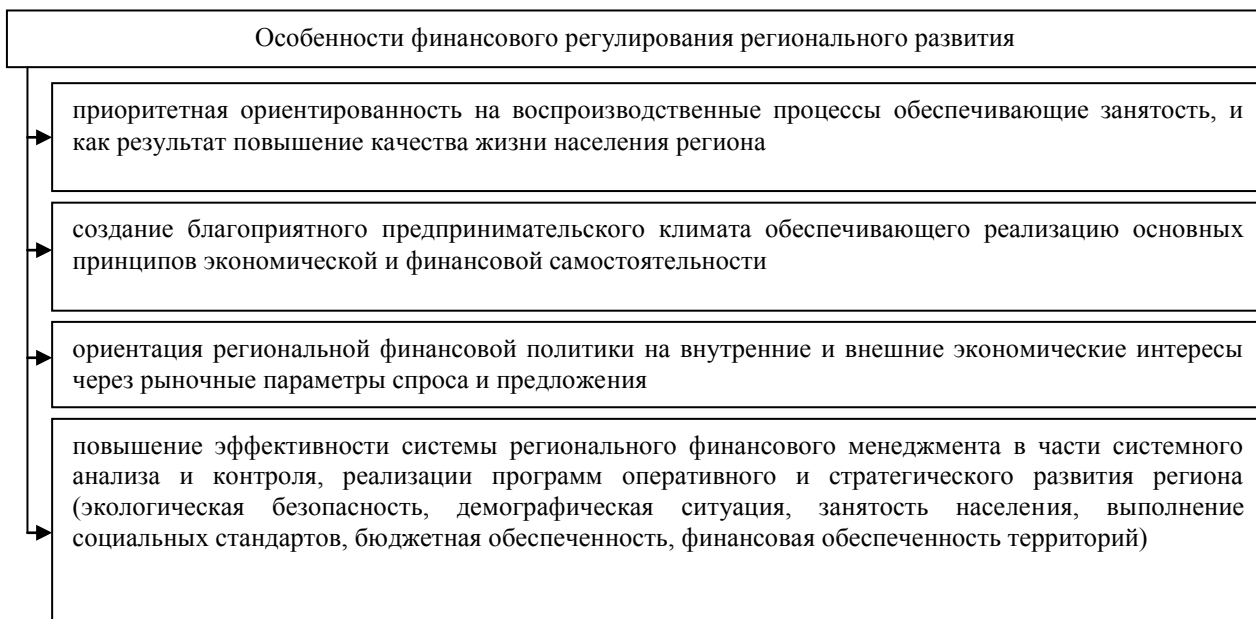 Особенности финансового регулирования регионального развития
приоритетная ориентированность на воспроизводственные процессы обеспечивающие занятость, и
как результат повышение качества жизни населения региона
создание благоприятного предпринимательского климата обеспечивающего реализацию основных
принципов экономической и финансовой самостоятельности
ориентация региональной финансовой политики на внутренние и внешние экономические интересы
через рыночные параметры спроса и предложения
повышение эффективности системы регионального финансового менеджмента в части системного
анализа и контроля, реализации программ оперативного и стратегического развития региона
(экологическая безопасность, демографическая ситуация, занятость населения, выполнение
социальных стандартов, бюджетная обеспеченность, финансовая обеспеченность территорий)